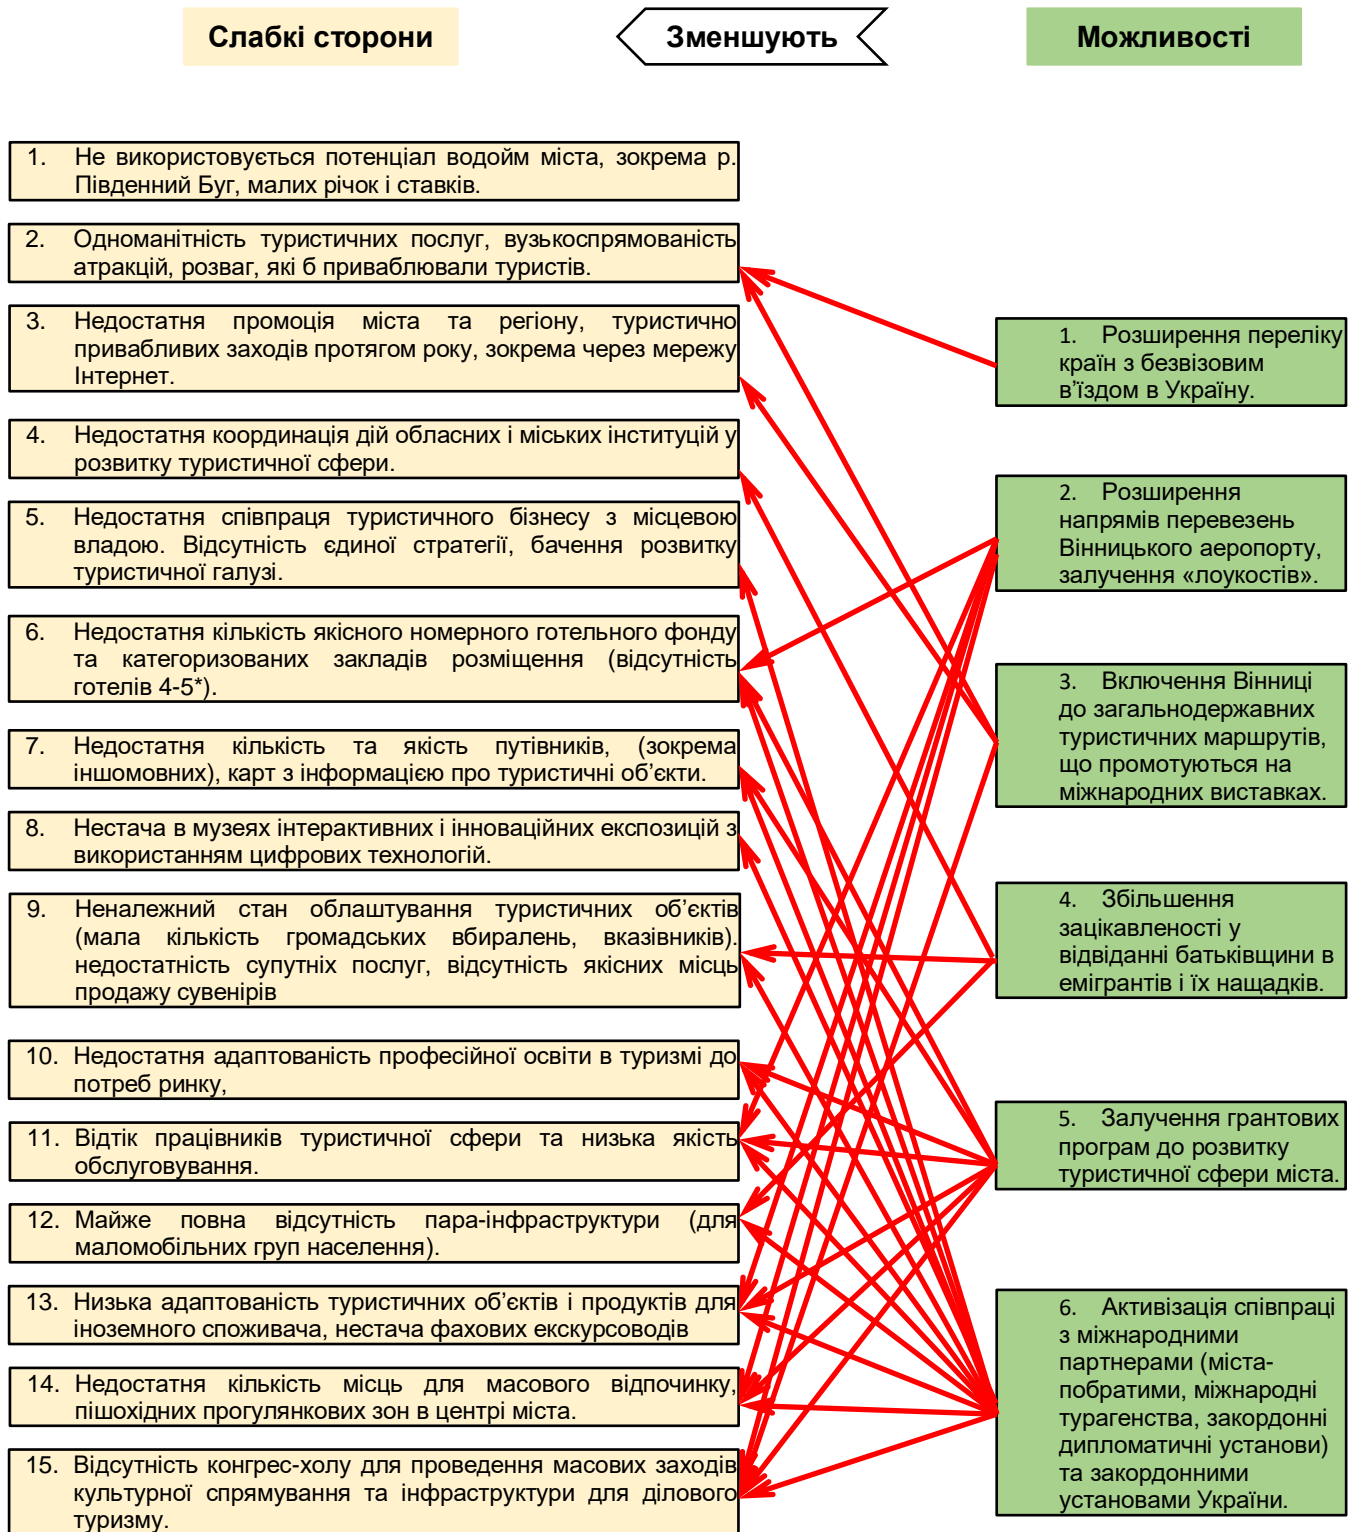 Слабкі сторони
Зменшують
Можливості
1. Не використовується потенціал водойм міста, зокрема р.
Південний Буг, малих річок і ставків.
2. Одноманітність туристичних послуг, вузькоспрямованість
атракцій, розваг, які б приваблювали туристів.
3. Недостатня промоція міста та регіону, туристично
привабливих заходів протягом року, зокрема через мережу
Інтернет.
4. Недостатня координація дій обласних і міських інституцій у
розвитку туристичної сфери.
5. Недостатня співпраця туристичного бізнесу з місцевою
владою. Відсутність єдиної стратегії, бачення розвитку
туристичної галузі.
6. Недостатня кількість якісного номерного готельного фонду
та категоризованих закладів розміщення (відсутність
готелів 4-5*).
7. Недостатня кількість та якість путівників, (зокрема
іншомовних), карт з інформацією про туристичні об’єкти.
8. Нестача в музеях інтерактивних і інноваційних експозицій з
використанням цифрових технологій.
9. Неналежний стан облаштування туристичних об’єктів
(мала кількість громадських вбиралень, вказівників).
недостатність супутніх послуг, відсутність якісних місць
продажу сувенірів
10. Недостатня адаптованість професійної освіти в туризмі до
потреб ринку,
11. Відтік працівників туристичної сфери та низька якість
обслуговування.
12. Майже повна відсутність пара-інфраструктури (для
маломобільних груп населення).
13. Низька адаптованість туристичних об’єктів і продуктів для
іноземного споживача, нестача фахових екскурсоводів
14. Недостатня кількість місць для масового відпочинку,
пішохідних прогулянкових зон в центрі міста.
15. Відсутність конгрес-холу для проведення масових заходів
культурної спрямування та інфраструктури для ділового
туризму.
1. Розширення переліку
країн з безвізовим
в’їздом в Україну.
2. Розширення
напрямів перевезень
Вінницького аеропорту,
залучення «лоукостів».
3. Включення Вінниці
до загальнодержавних
туристичних маршрутів,
що промотуються на
міжнародних виставках.
4. Збільшення
зацікавленості у
відвіданні батьківщини в
емігрантів і їх нащадків.
5. Залучення грантових
програм до розвитку
туристичної сфери міста.
6. Активізація співпраці
з міжнародними
партнерами (міста-
побратими, міжнародні
турагенства, закордонні
дипломатичні установи)
та закордонними
установами України.